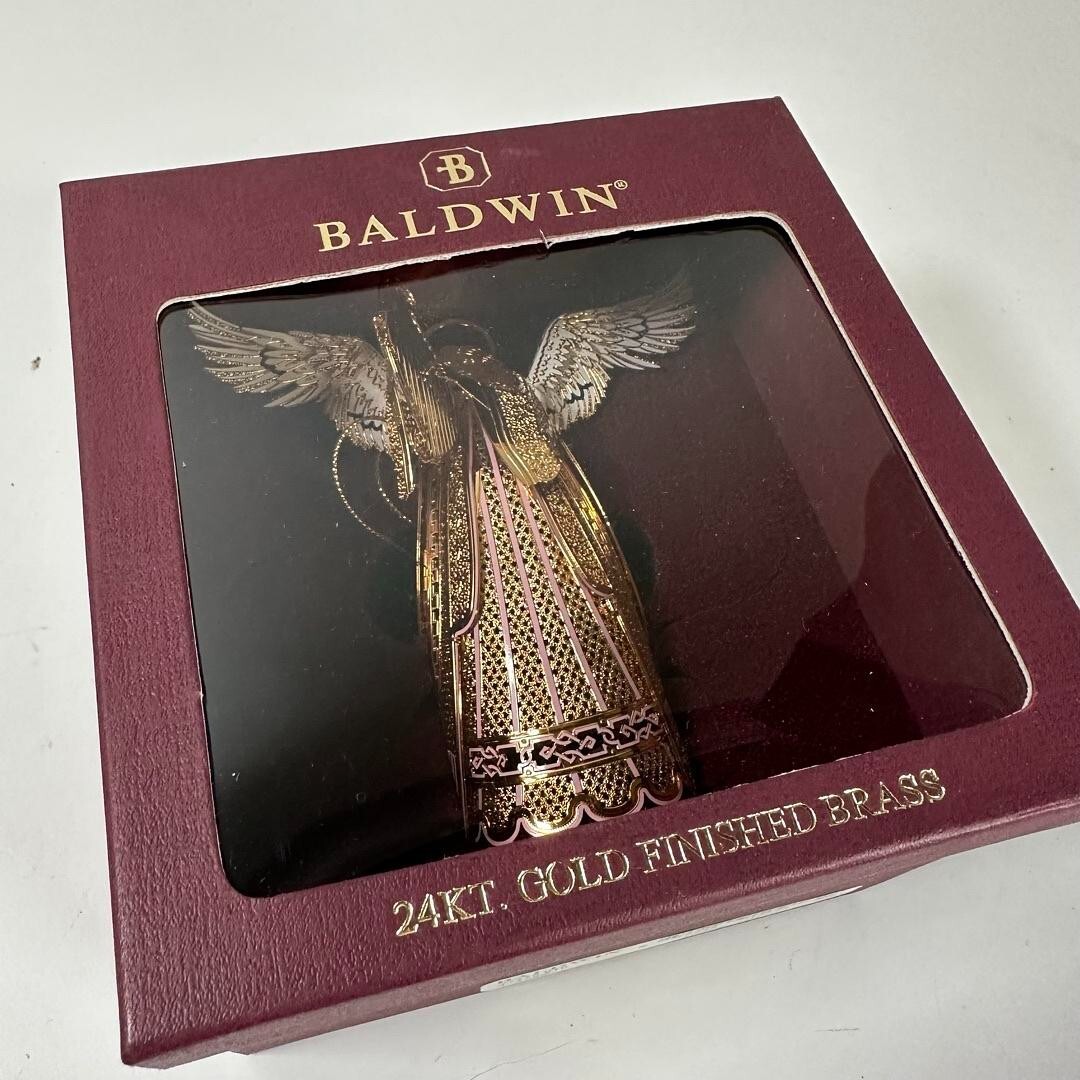 B
BALDWIN®
24KT. GOLD FINISHED BRASS